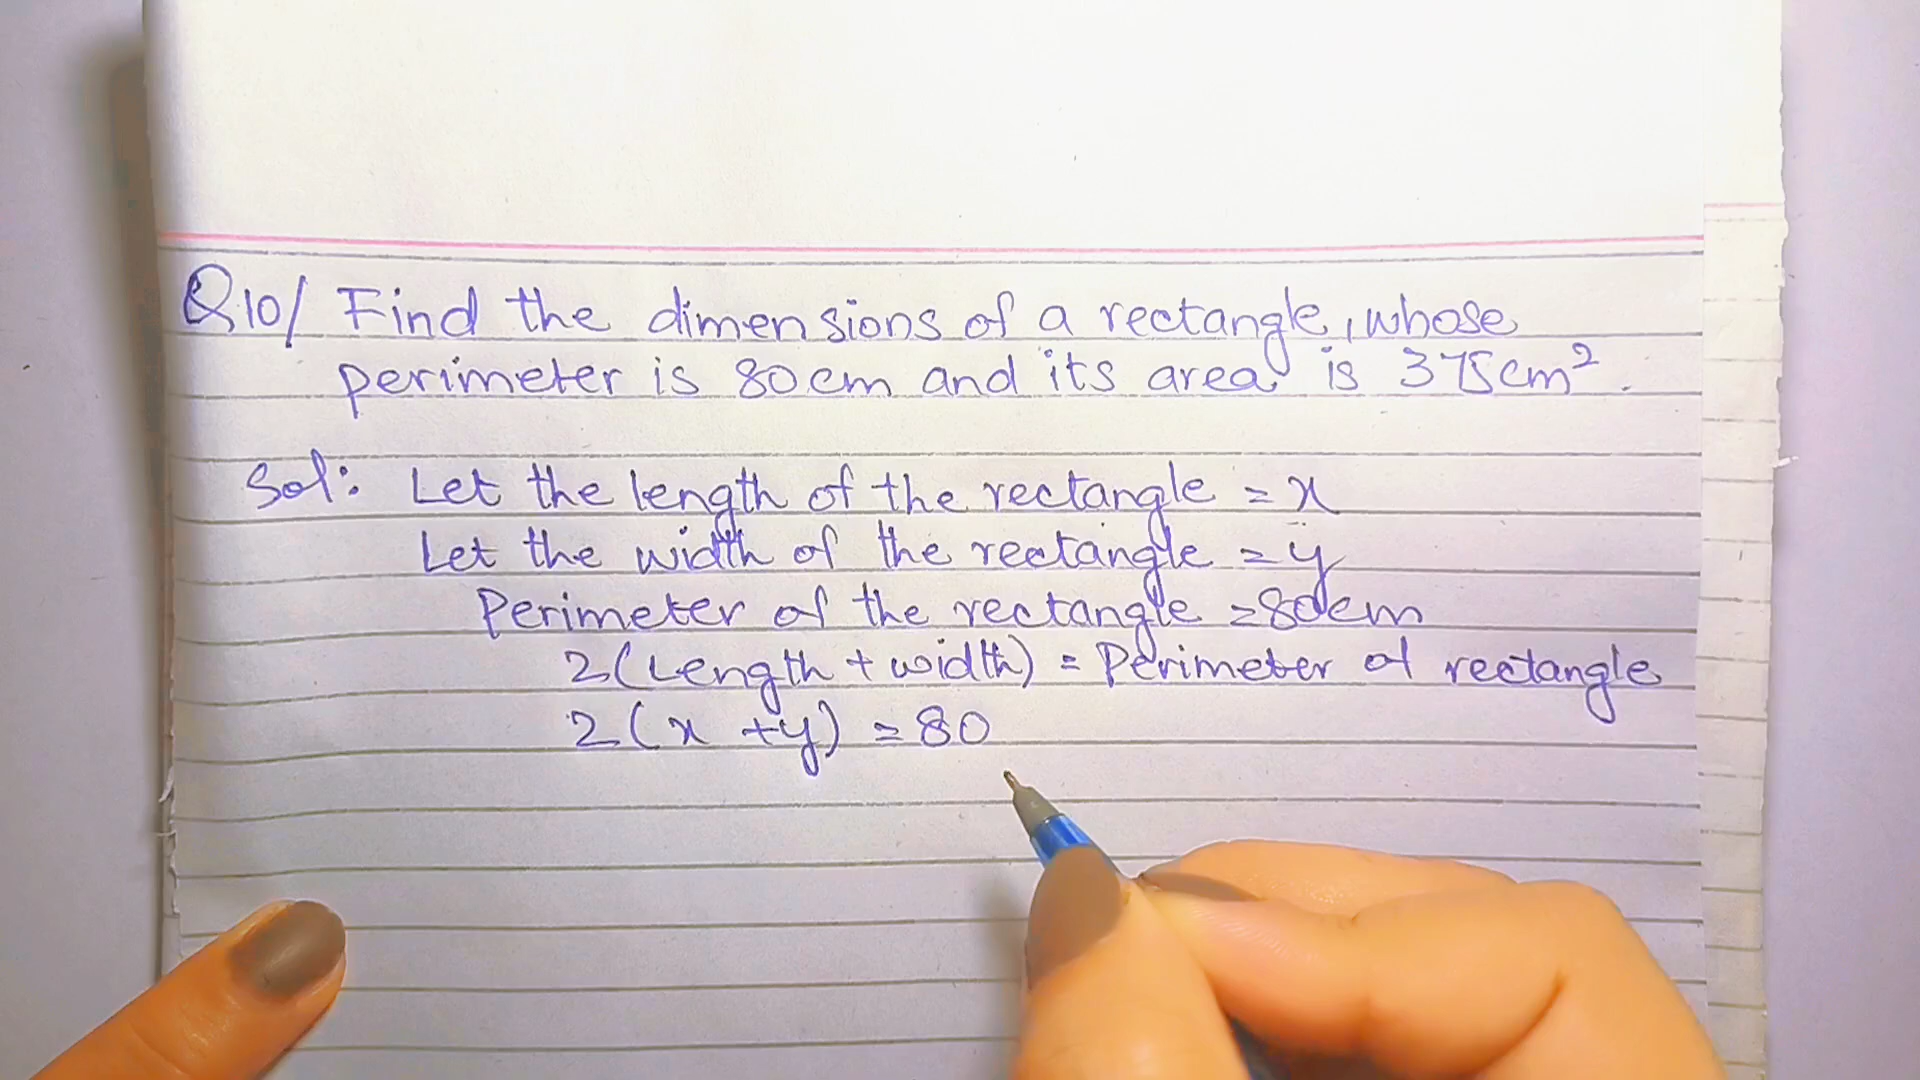 Q.10/ Find the dimensions of a rectangle, whose
perimeter is 80cm and its area is 375cm².
Sol: Let the length of the rectangle = x
Let the width of the rectangle = y
Perimeter of the rectangle = 80cm
2(Length + width) = Perimeter of rectangle
2(x + y) = 80